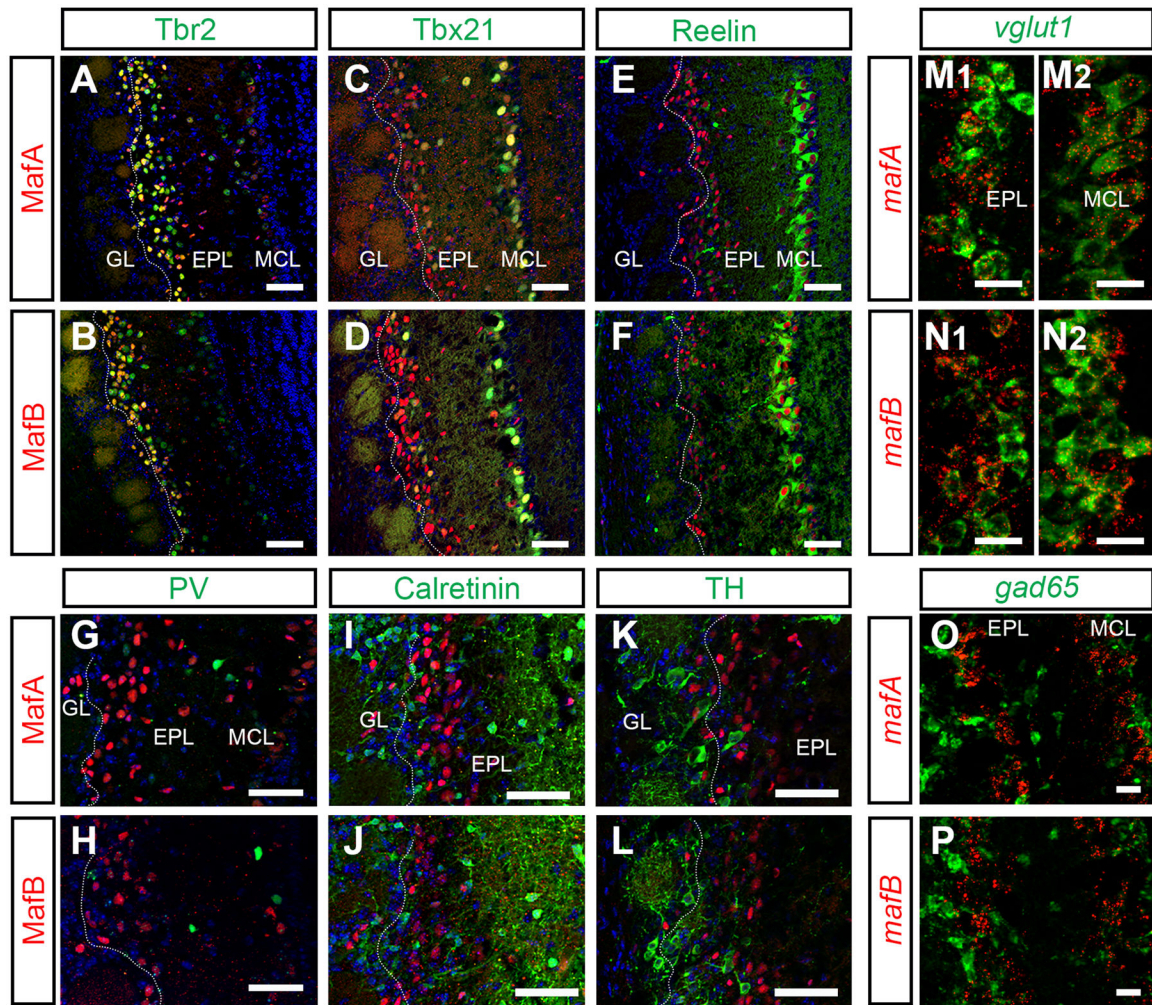 Tbr2 Tbx21 Reelin vglut1
MafA A GL EPL MCL C GL EPL MCL E GL EPL MCL mafA M1 EPL M2 MCL
MafB B D F mafB N1 N2
PV Calretinin TH gad65
MafA G GL EPL MCL I GL EPL K GL EPL mafA O EPL MCL
MafB H J L mafB P